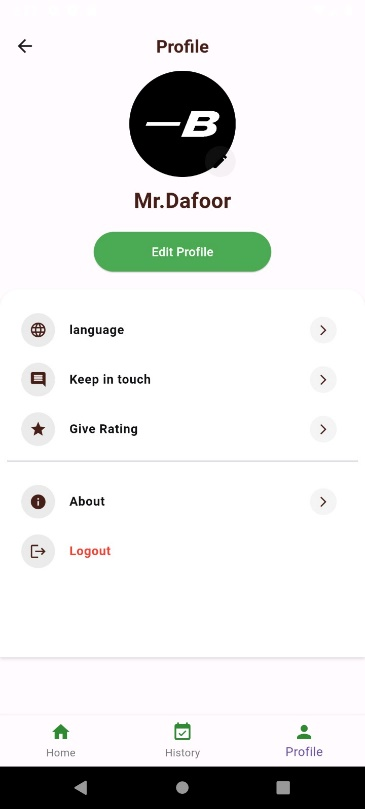 Profile
B
Mr.Dafoor
Edit Profile
language
Keep in touch
Give Rating
About
Logout
Home
History
Profile